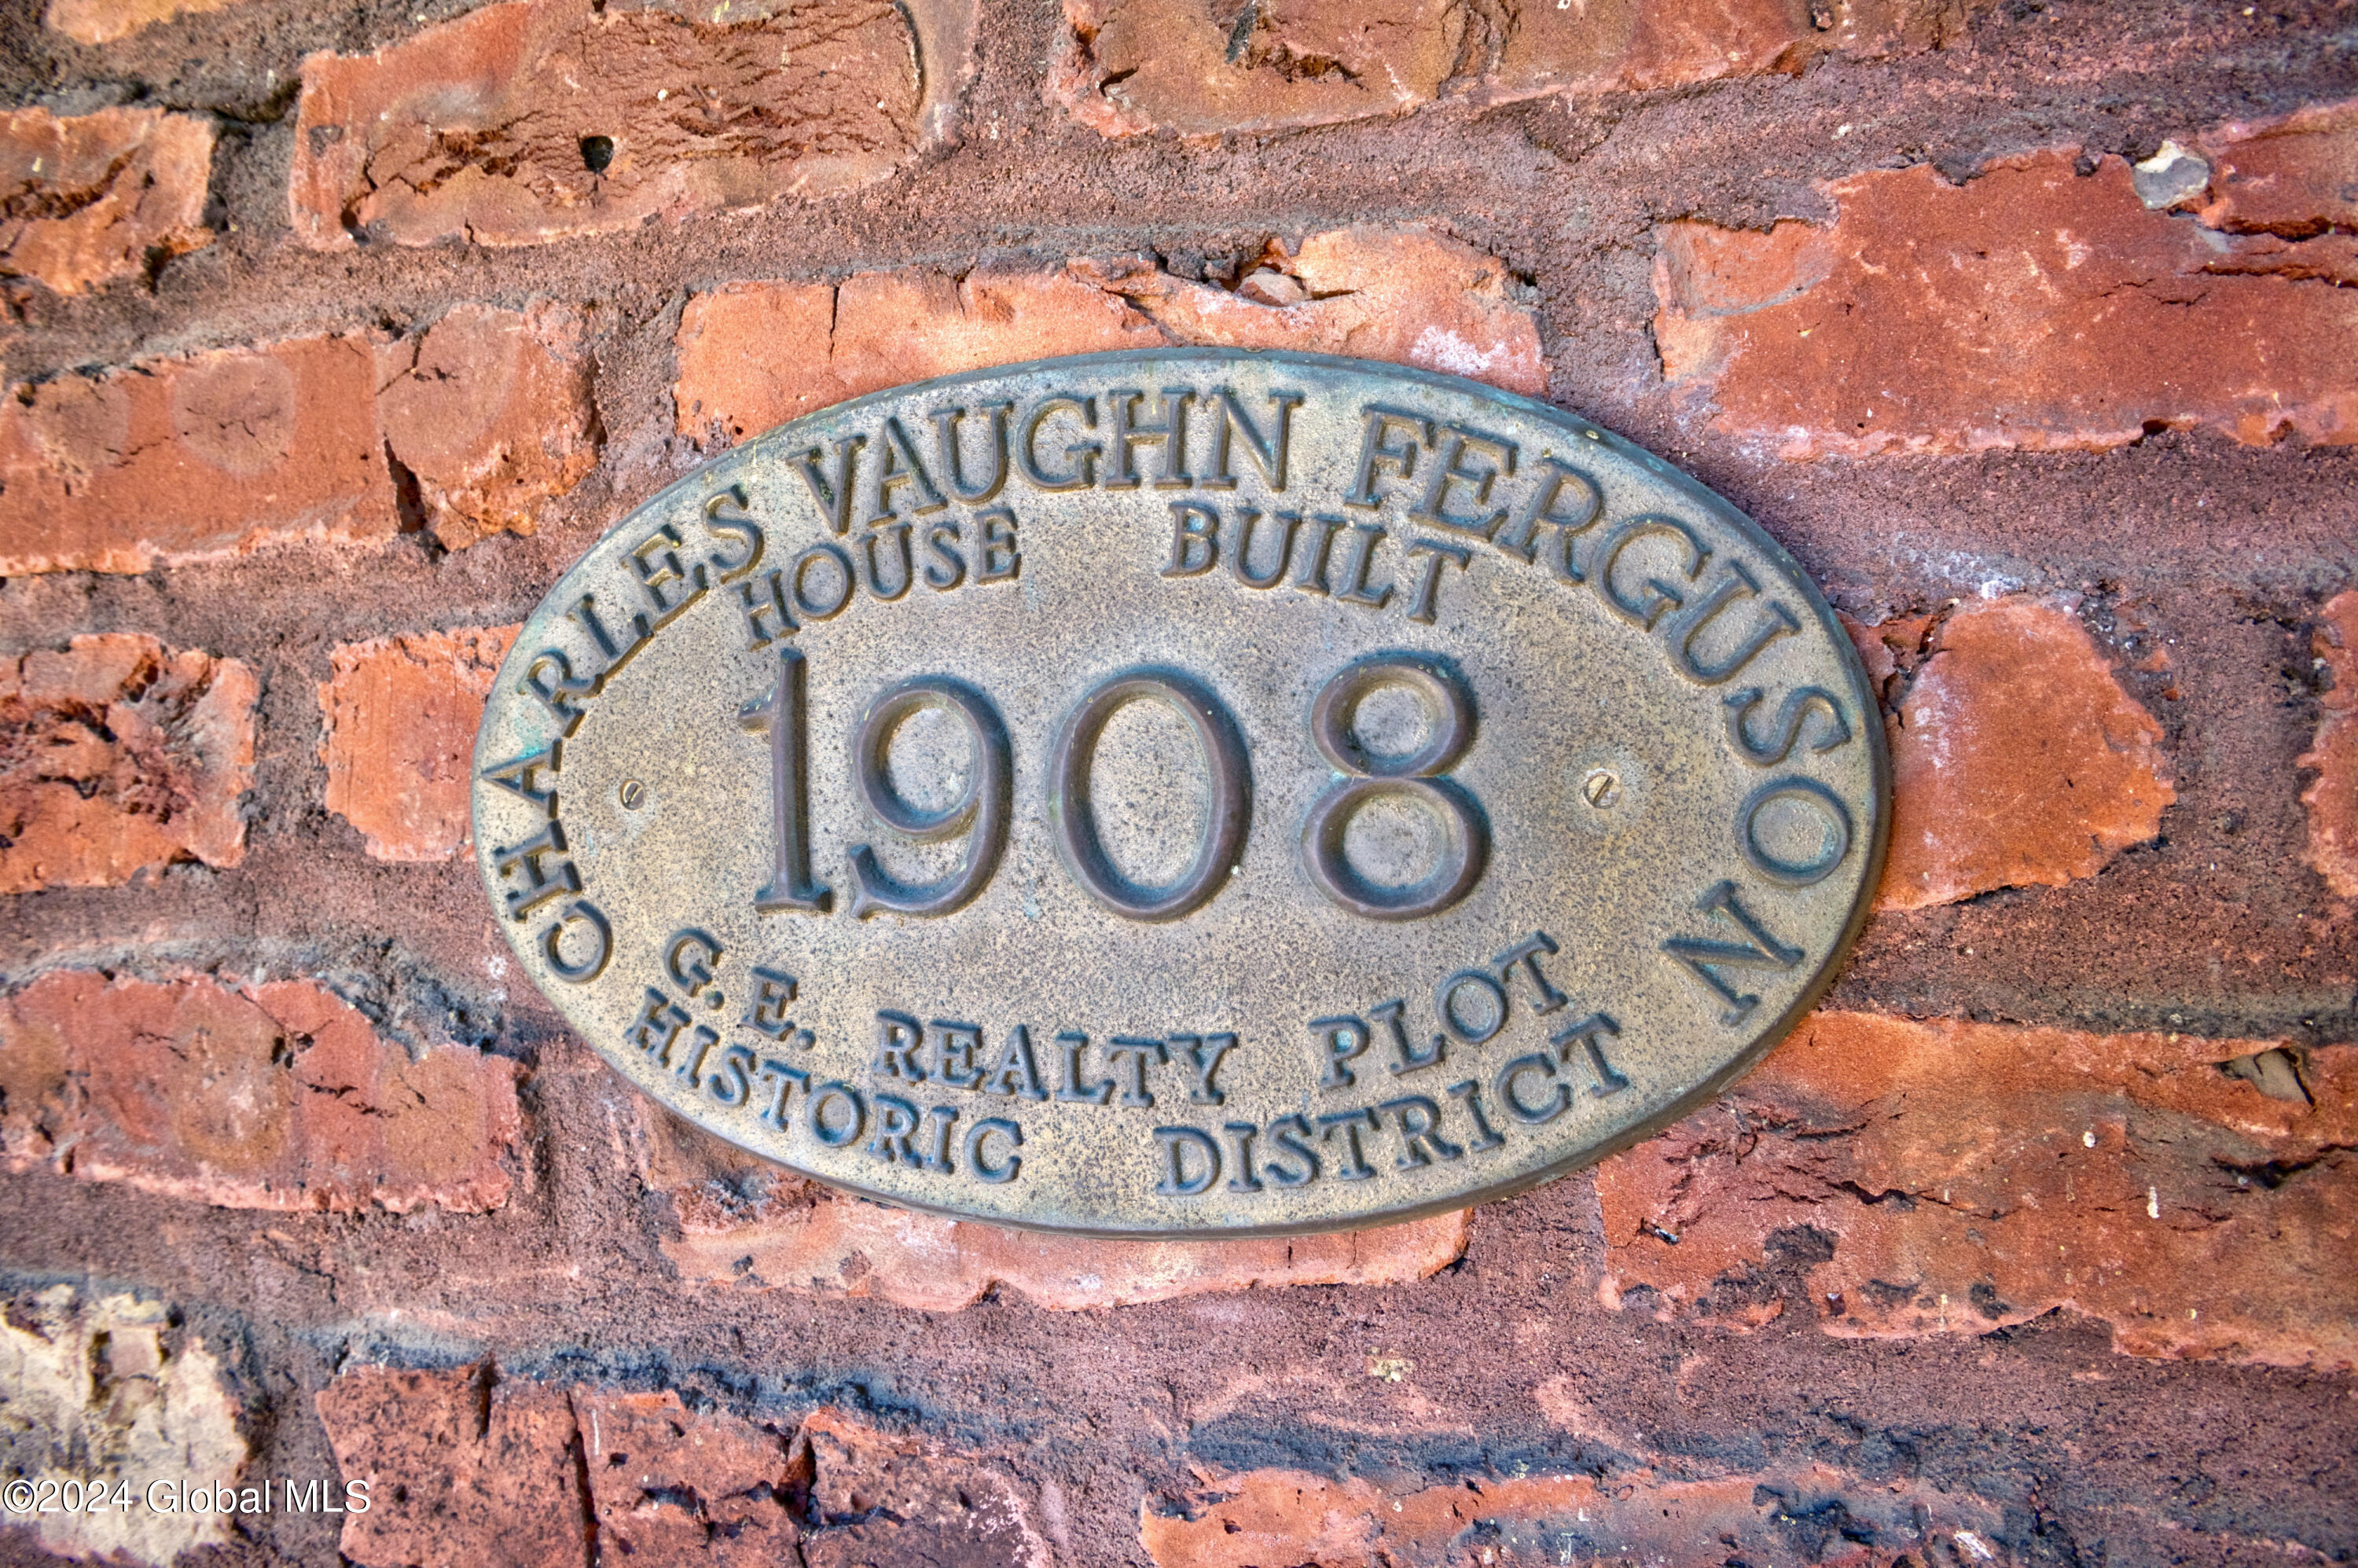 CHARLES VAUGHN FERGUSON
HOUSE BUILT
1908
G.E. REALTY PLOT
HISTORIC DISTRICT
©2024 Global MLS